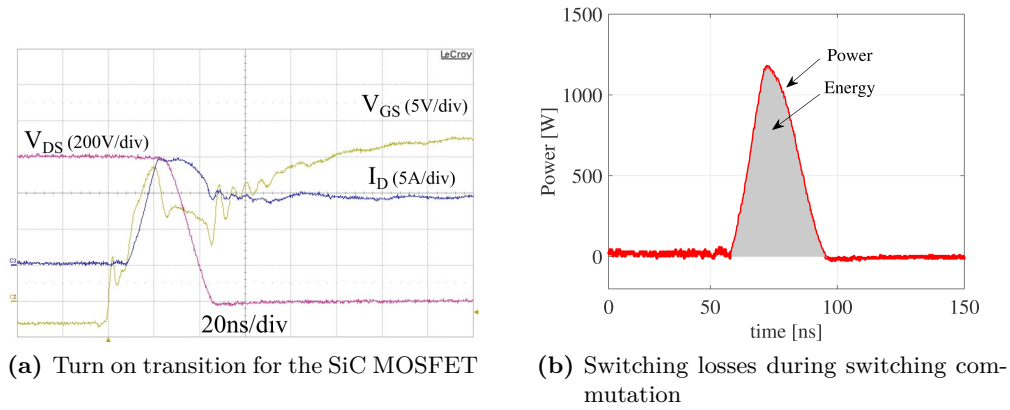 LeCroy
V_GS (5V/div)
V_DS (200V/div)
I_D (5A/div)
20ns/div
(a) Turn on transition for the SiC MOSFET
1500
1000
500
0
Power [W]
Power
Energy
0 50 100 150
time [ns]
(b) Switching losses during switching com-
mutation